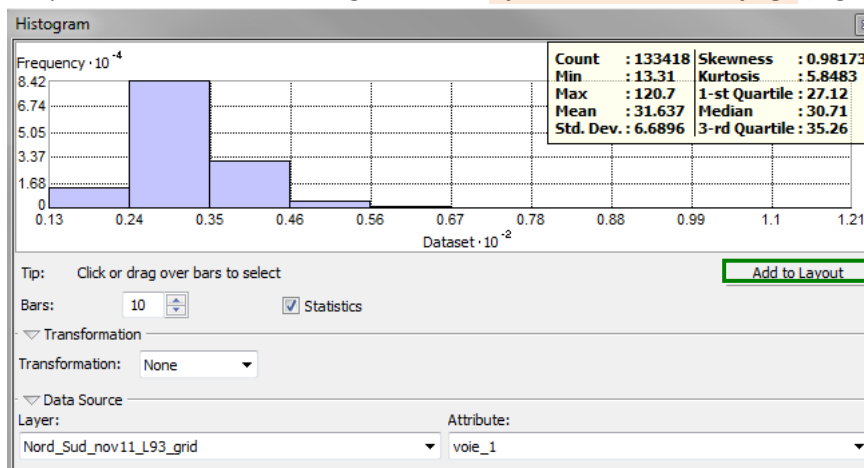 Histogram
Frequency · 10 -4
8.42
6.74
5.05
3.37
1.68
0
0.13 0.24 0.35 0.46 0.56 0.67 0.78 0.88 0.99 1.1 1.21
Dataset · 10 -2
Count : 133418 Skewness : 0.98173
Min : 13.31 Kurtosis : 5.8483
Max : 120.7 1-st Quartile : 27.12
Mean : 31.637 Median : 30.71
Std. Dev. : 6.6896 3-rd Quartile : 35.26
Tip: Click or drag over bars to select Add to Layout
Bars: 10 Statistics
Transformation
Transformation: None
Data Source
Layer: Attribute:
Nord_Sud_nov11_L93_grid voie_1